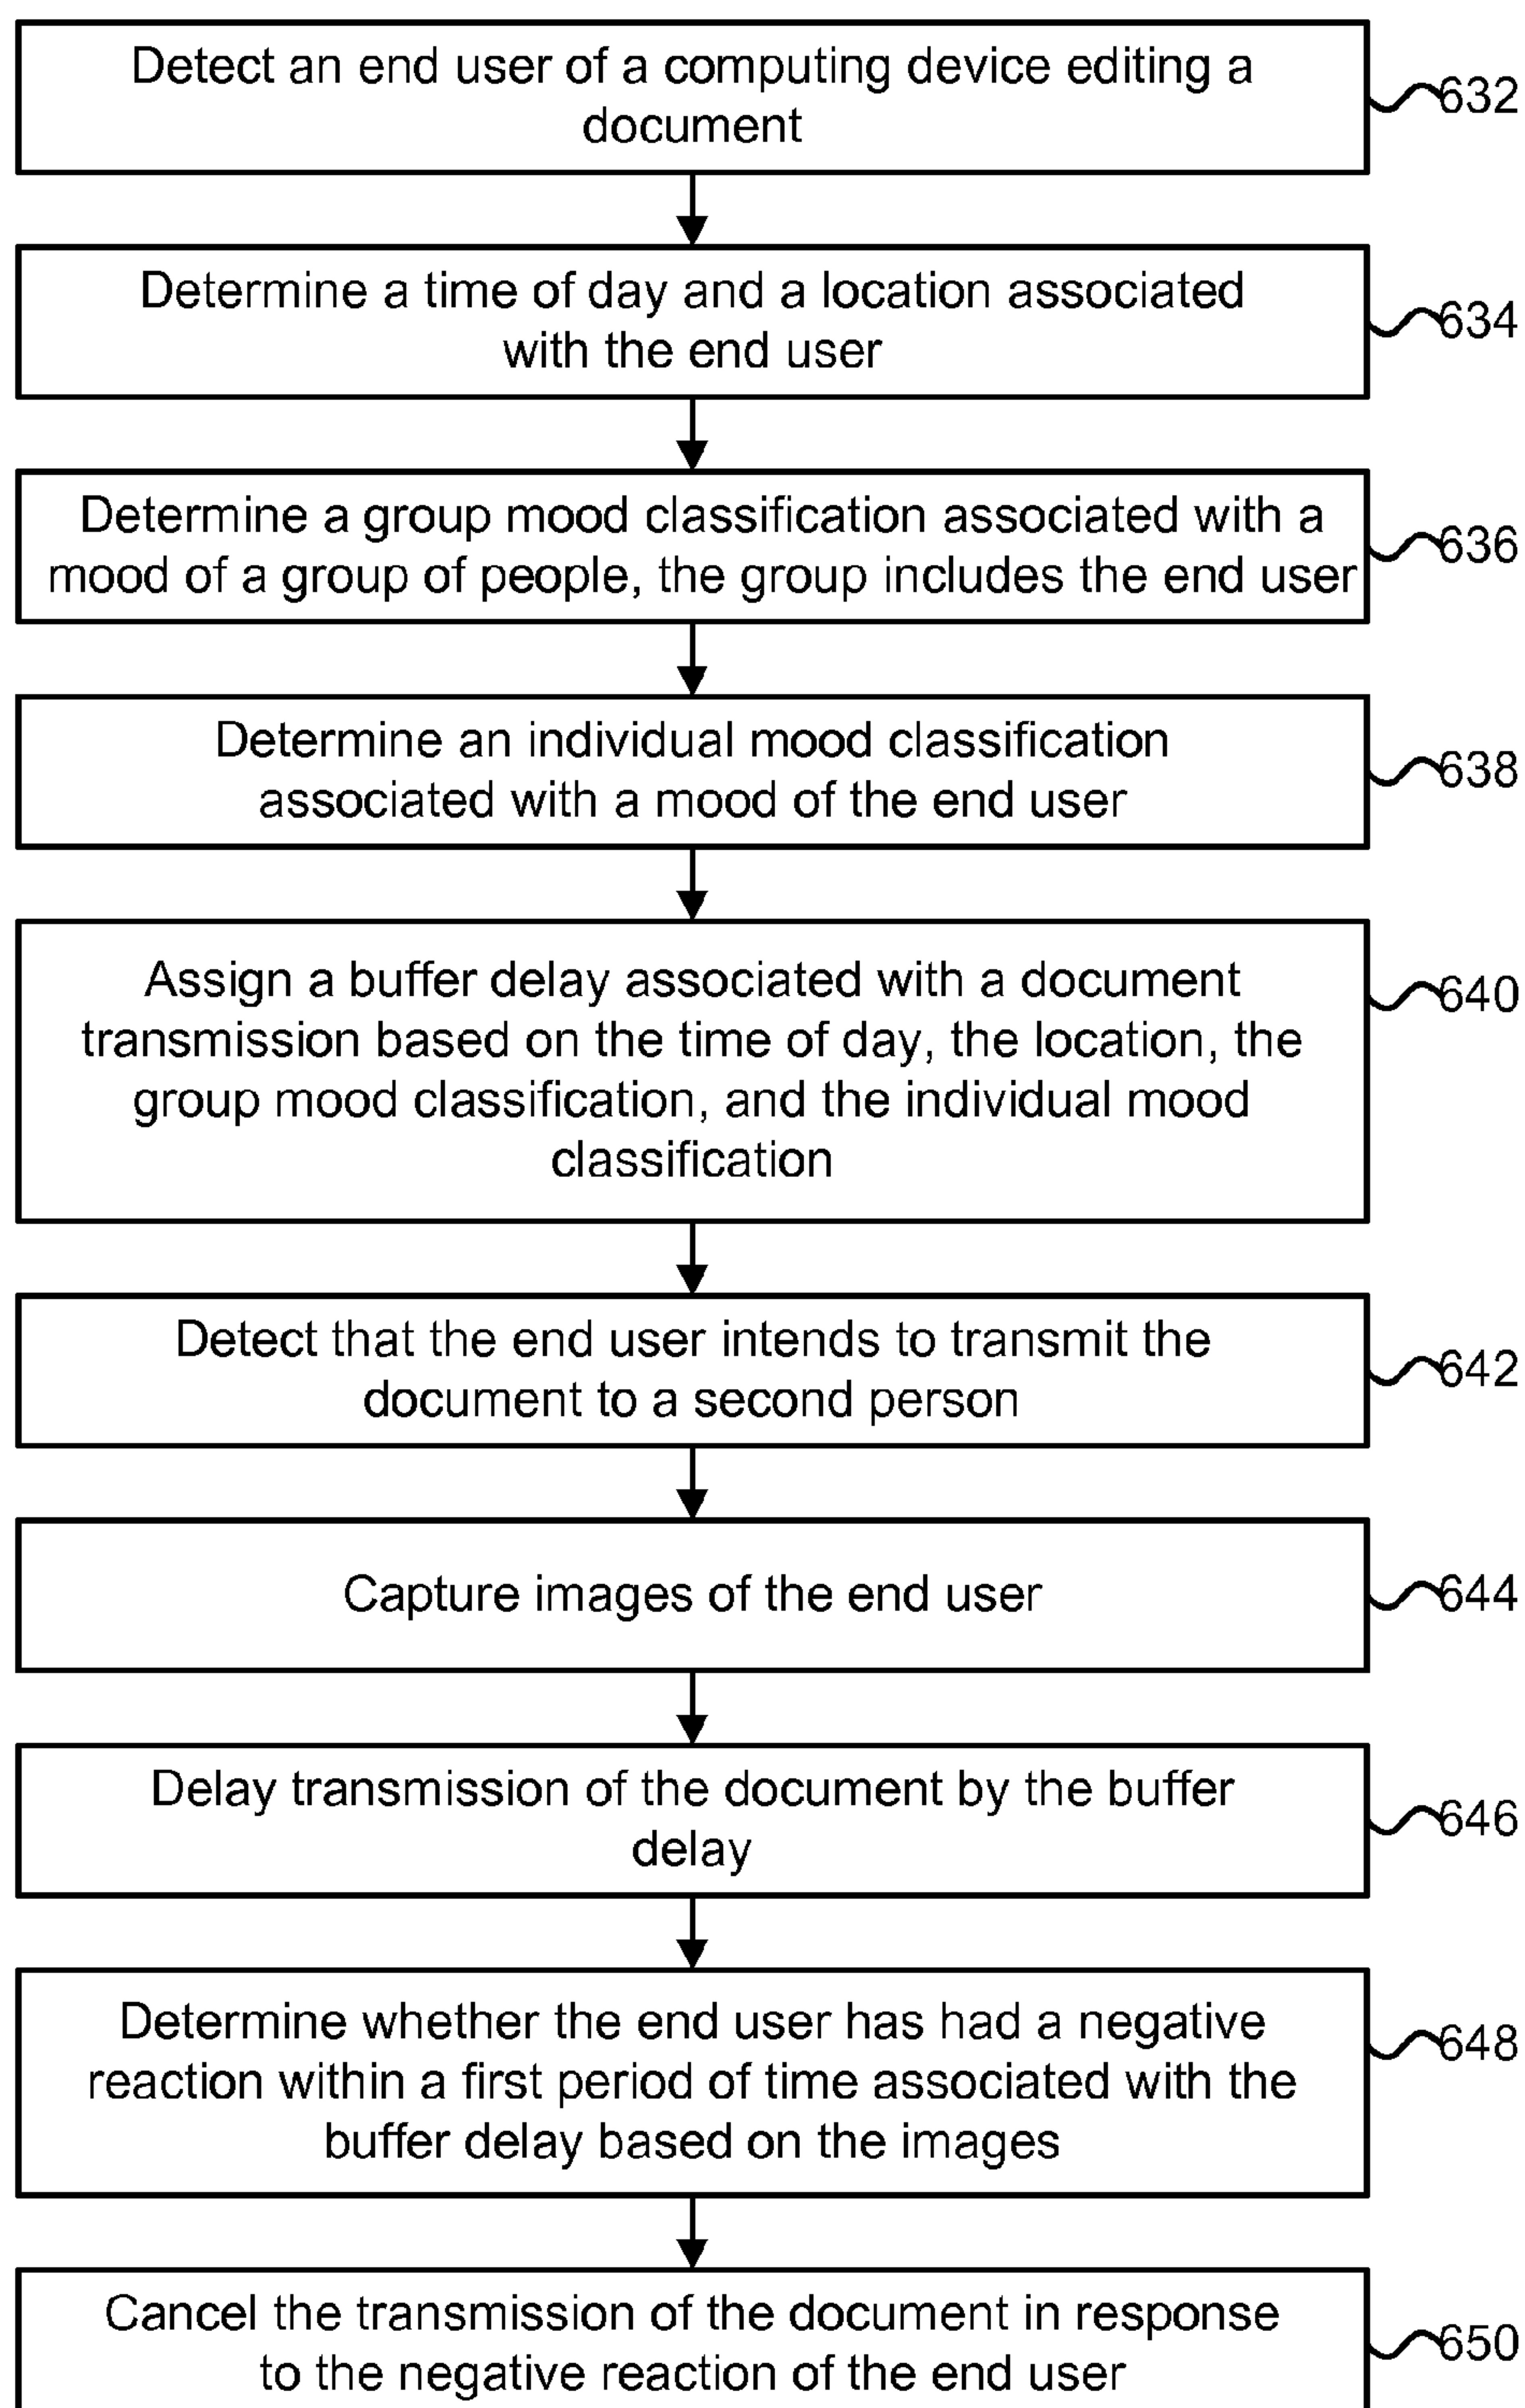 Detect an end user of a computing device editing a
document
632
Determine a time of day and a location associated
with the end user
634
Determine a group mood classification associated with a
mood of a group of people, the group includes the end user
636
Determine an individual mood classification
associated with a mood of the end user
638
Assign a buffer delay associated with a document
transmission based on the time of day, the location, the
group mood classification, and the individual mood
classification
640
Detect that the end user intends to transmit the
document to a second person
642
Capture images of the end user
644
Delay transmission of the document by the buffer
delay
646
Determine whether the end user has had a negative
reaction within a first period of time associated with the
buffer delay based on the images
648
Cancel the transmission of the document in response
to the negative reaction of the end user
650